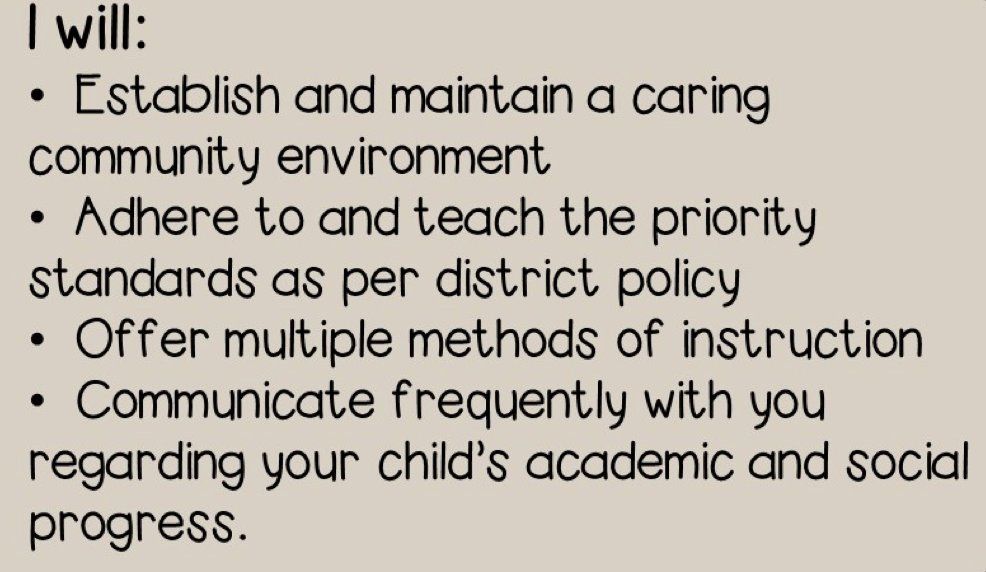 I will:
• Establish and maintain a caring
community environment
• Adhere to and teach the priority
standards as per district policy
• Offer multiple methods of instruction
• Communicate frequently with you
regarding your child's academic and social
progress.